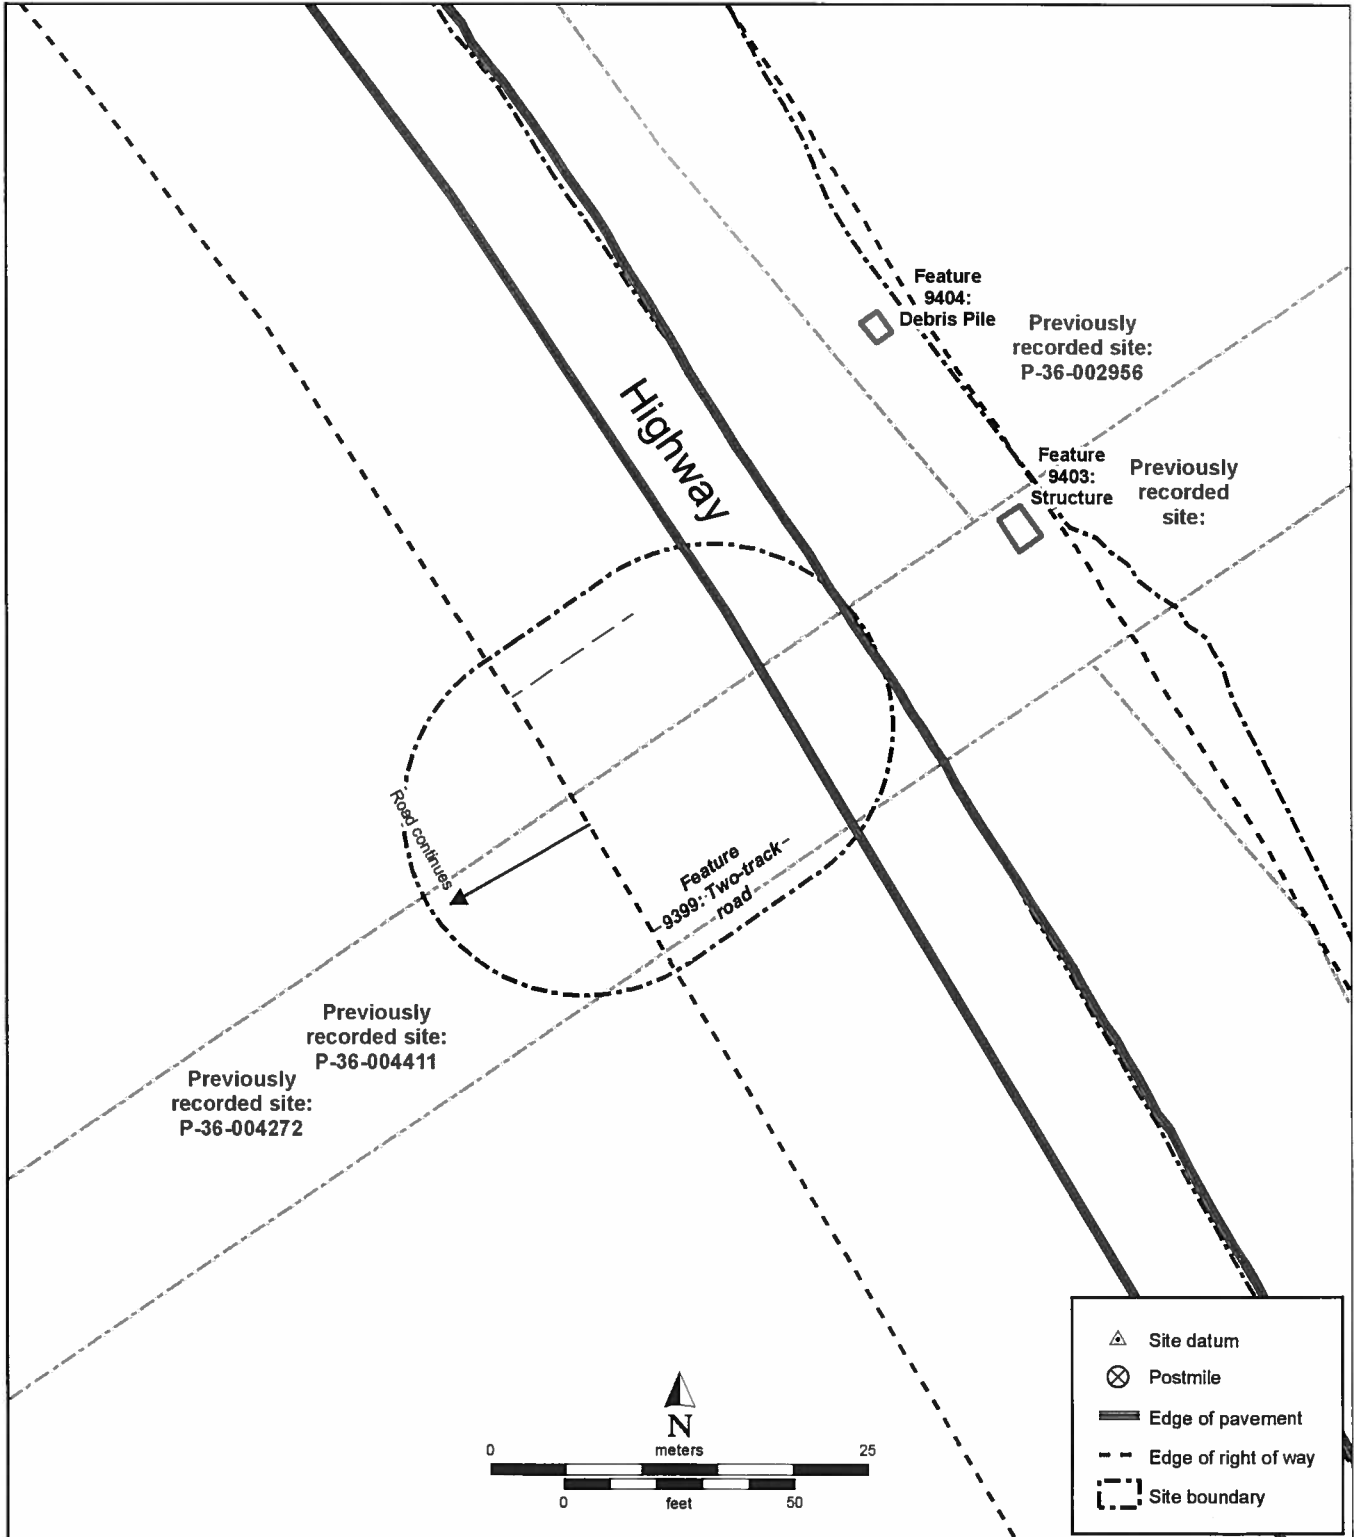 Feature
9404:
Debris Pile
Previously
recorded site:
P-36-002956
Highway
Feature
9403:
Structure
Previously
recorded
site:
Road continues
Feature
9399: Two-track
road
Previously
recorded site:
P-36-004411
Previously
recorded site:
P-36-004272
N
0 meters 25
0 feet 50
Site datum
Postmile
Edge of pavement
Edge of right of way
Site boundary